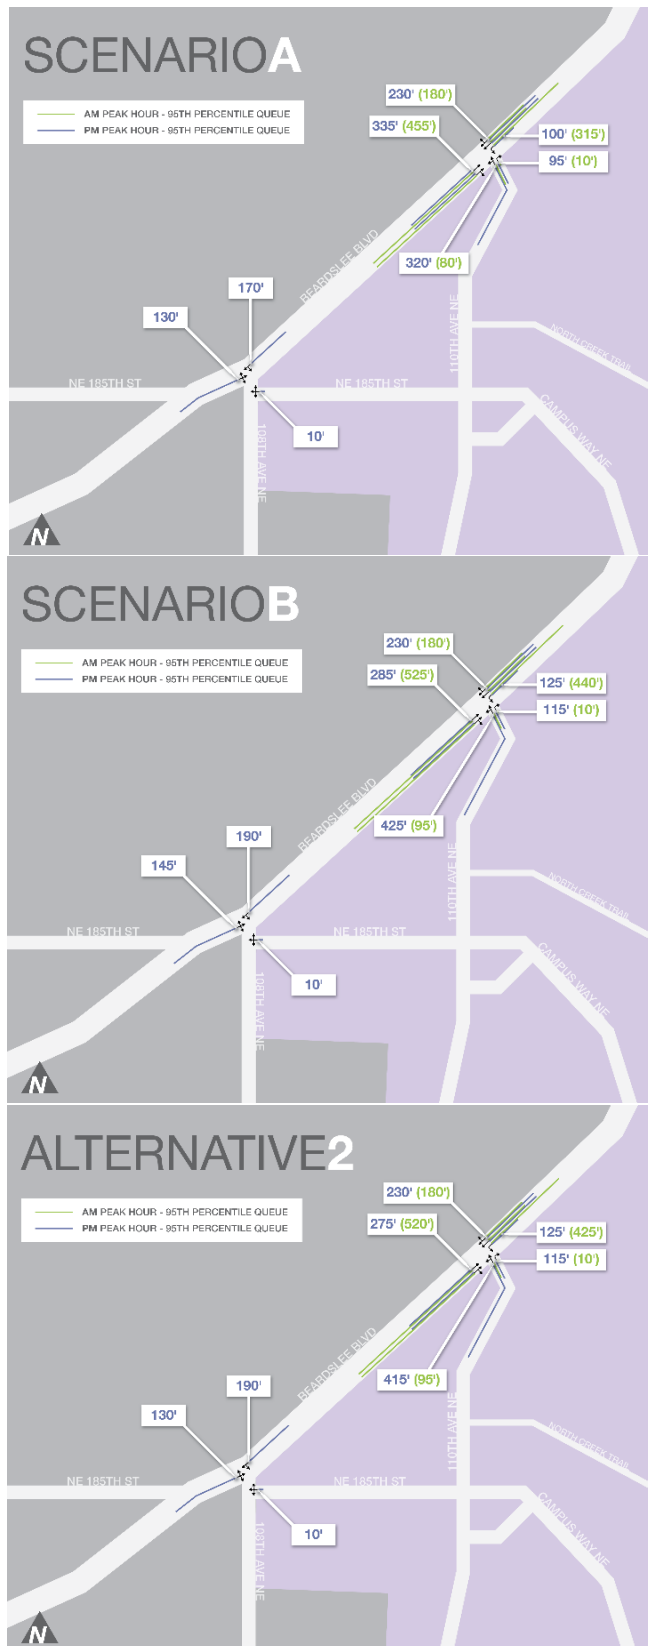 SCENARIOA
AM PEAK HOUR - 95TH PERCENTILE QUEUE
PM PEAK HOUR - 95TH PERCENTILE QUEUE
230' (180')
335' (455')
100' (315')
95' (10')
320' (80')
BEARDSLEE BLVD
170'
130'
110TH AVE NE
NORTH CREEK TRAIL
NE 185TH ST
NE 185TH ST
CAMPUS WAY NE
10'
108TH AVE NE
N
SCENARIOB
AM PEAK HOUR - 95TH PERCENTILE QUEUE
PM PEAK HOUR - 95TH PERCENTILE QUEUE
230' (180')
285' (525')
125' (440')
115' (10')
425' (95')
BEARDSLEE BLVD
190'
145'
110TH AVE NE
NORTH CREEK TRAIL
NE 185TH ST
NE 185TH ST
CAMPUS WAY NE
10'
108TH AVE NE
N
ALTERNATIVE2
AM PEAK HOUR - 95TH PERCENTILE QUEUE
PM PEAK HOUR - 95TH PERCENTILE QUEUE
230' (180')
275' (520')
125' (425')
115' (10')
415' (95')
BEARDSLEE BLVD
190'
130'
110TH AVE NE
NORTH CREEK TRAIL
NE 185TH ST
NE 185TH ST
CAMPUS WAY NE
10'
108TH AVE NE
N